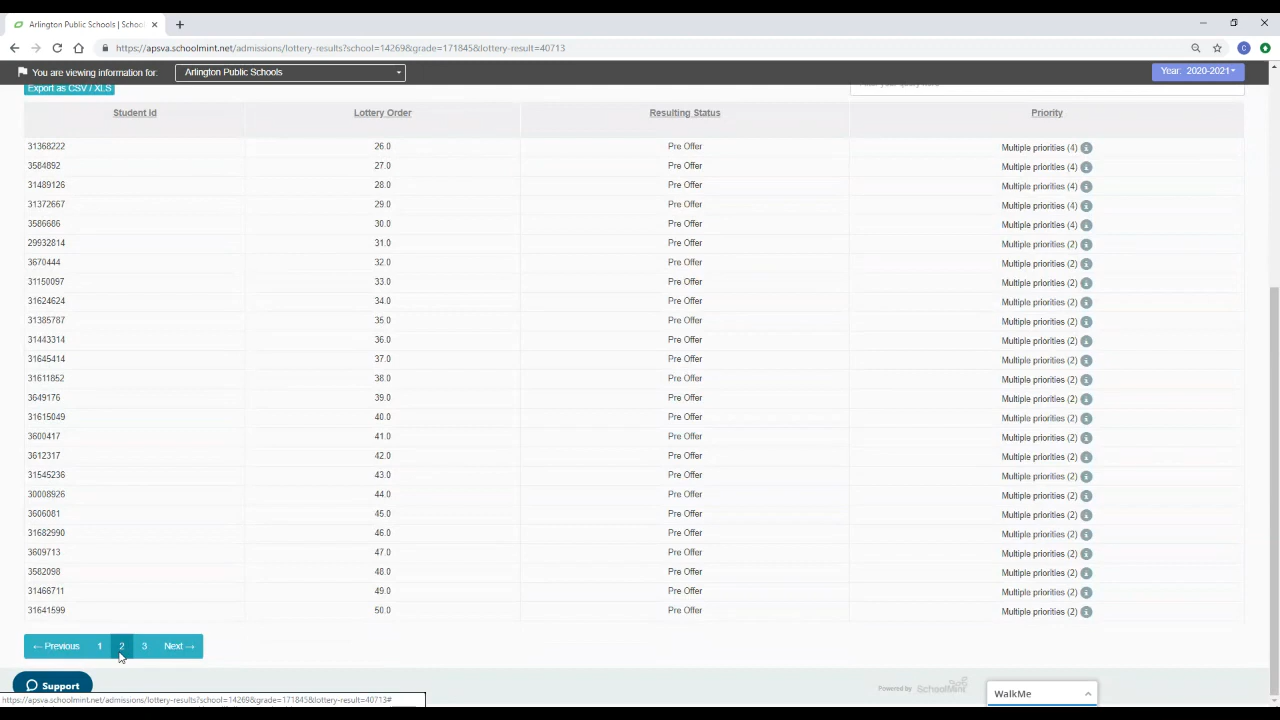 Arlington Public Schools | School
https://apsva.schoolmint.net/admissions/lottery-results?school=14269&grade=171845&lottery-result=40713
C
You are viewing information for: Arlington Public Schools Year: 2020-2021
Export as CSV / XLS
Student Id Lottery Order Resulting Status Priority
31368222 26.0 Pre Offer Multiple priorities (4)
3584892 27.0 Pre Offer Multiple priorities (4)
31489126 28.0 Pre Offer Multiple priorities (4)
31372667 29.0 Pre Offer Multiple priorities (4)
3586686 30.0 Pre Offer Multiple priorities (4)
29932814 31.0 Pre Offer Multiple priorities (2)
3670444 32.0 Pre Offer Multiple priorities (2)
31150097 33.0 Pre Offer Multiple priorities (2)
31624624 34.0 Pre Offer Multiple priorities (2)
31385787 35.0 Pre Offer Multiple priorities (2)
31443314 36.0 Pre Offer Multiple priorities (2)
31645414 37.0 Pre Offer Multiple priorities (2)
31611852 38.0 Pre Offer Multiple priorities (2)
3649176 39.0 Pre Offer Multiple priorities (2)
31615049 40.0 Pre Offer Multiple priorities (2)
3600417 41.0 Pre Offer Multiple priorities (2)
3612317 42.0 Pre Offer Multiple priorities (2)
31545236 43.0 Pre Offer Multiple priorities (2)
30008926 44.0 Pre Offer Multiple priorities (2)
3606081 45.0 Pre Offer Multiple priorities (2)
31682990 46.0 Pre Offer Multiple priorities (2)
3609713 47.0 Pre Offer Multiple priorities (2)
3582098 48.0 Pre Offer Multiple priorities (2)
31466711 49.0 Pre Offer Multiple priorities (2)
31641599 50.0 Pre Offer Multiple priorities (2)
← Previous 1 2 3 Next →
Support
Powered by SchoolMint
WalkMe
https://apsva.schoolmint.net/admissions/lottery-results?school=14269&grade=171845&lottery-result=40713#